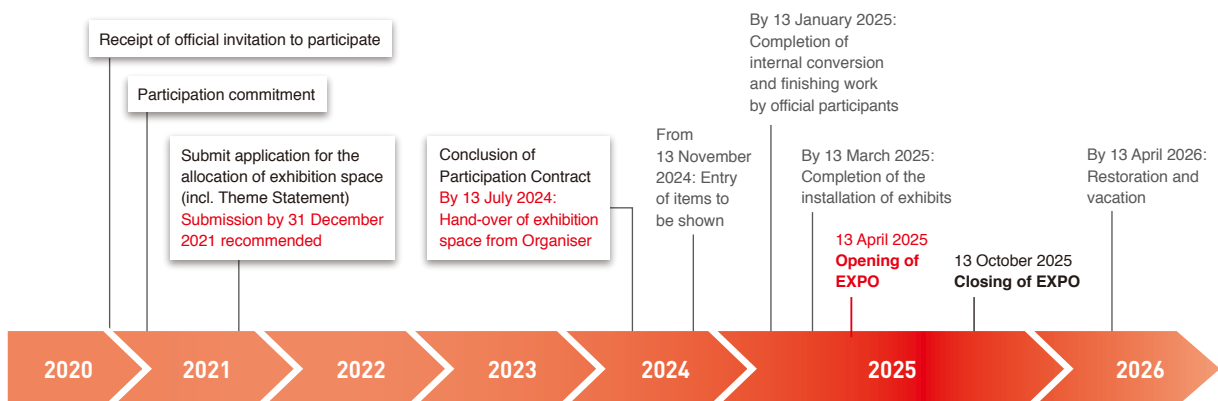 Receipt of official invitation to participate
Participation commitment
Submit application for the
allocation of exhibition space
(incl. Theme Statement)
Submission by 31 December
2021 recommended
Conclusion of
Participation Contract
By 13 July 2024:
Hand-over of exhibition
space from Organiser
From
13 November
2024: Entry
of items to
be shown
By 13 January 2025:
Completion of
internal conversion
and finishing work
by official participants
By 13 March 2025:
Completion of the
installation of exhibits
13 April 2025
Opening of
EXPO
13 October 2025
Closing of EXPO
By 13 April 2026:
Restoration and
vacation
2020
2021
2022
2023
2024
2025
2026